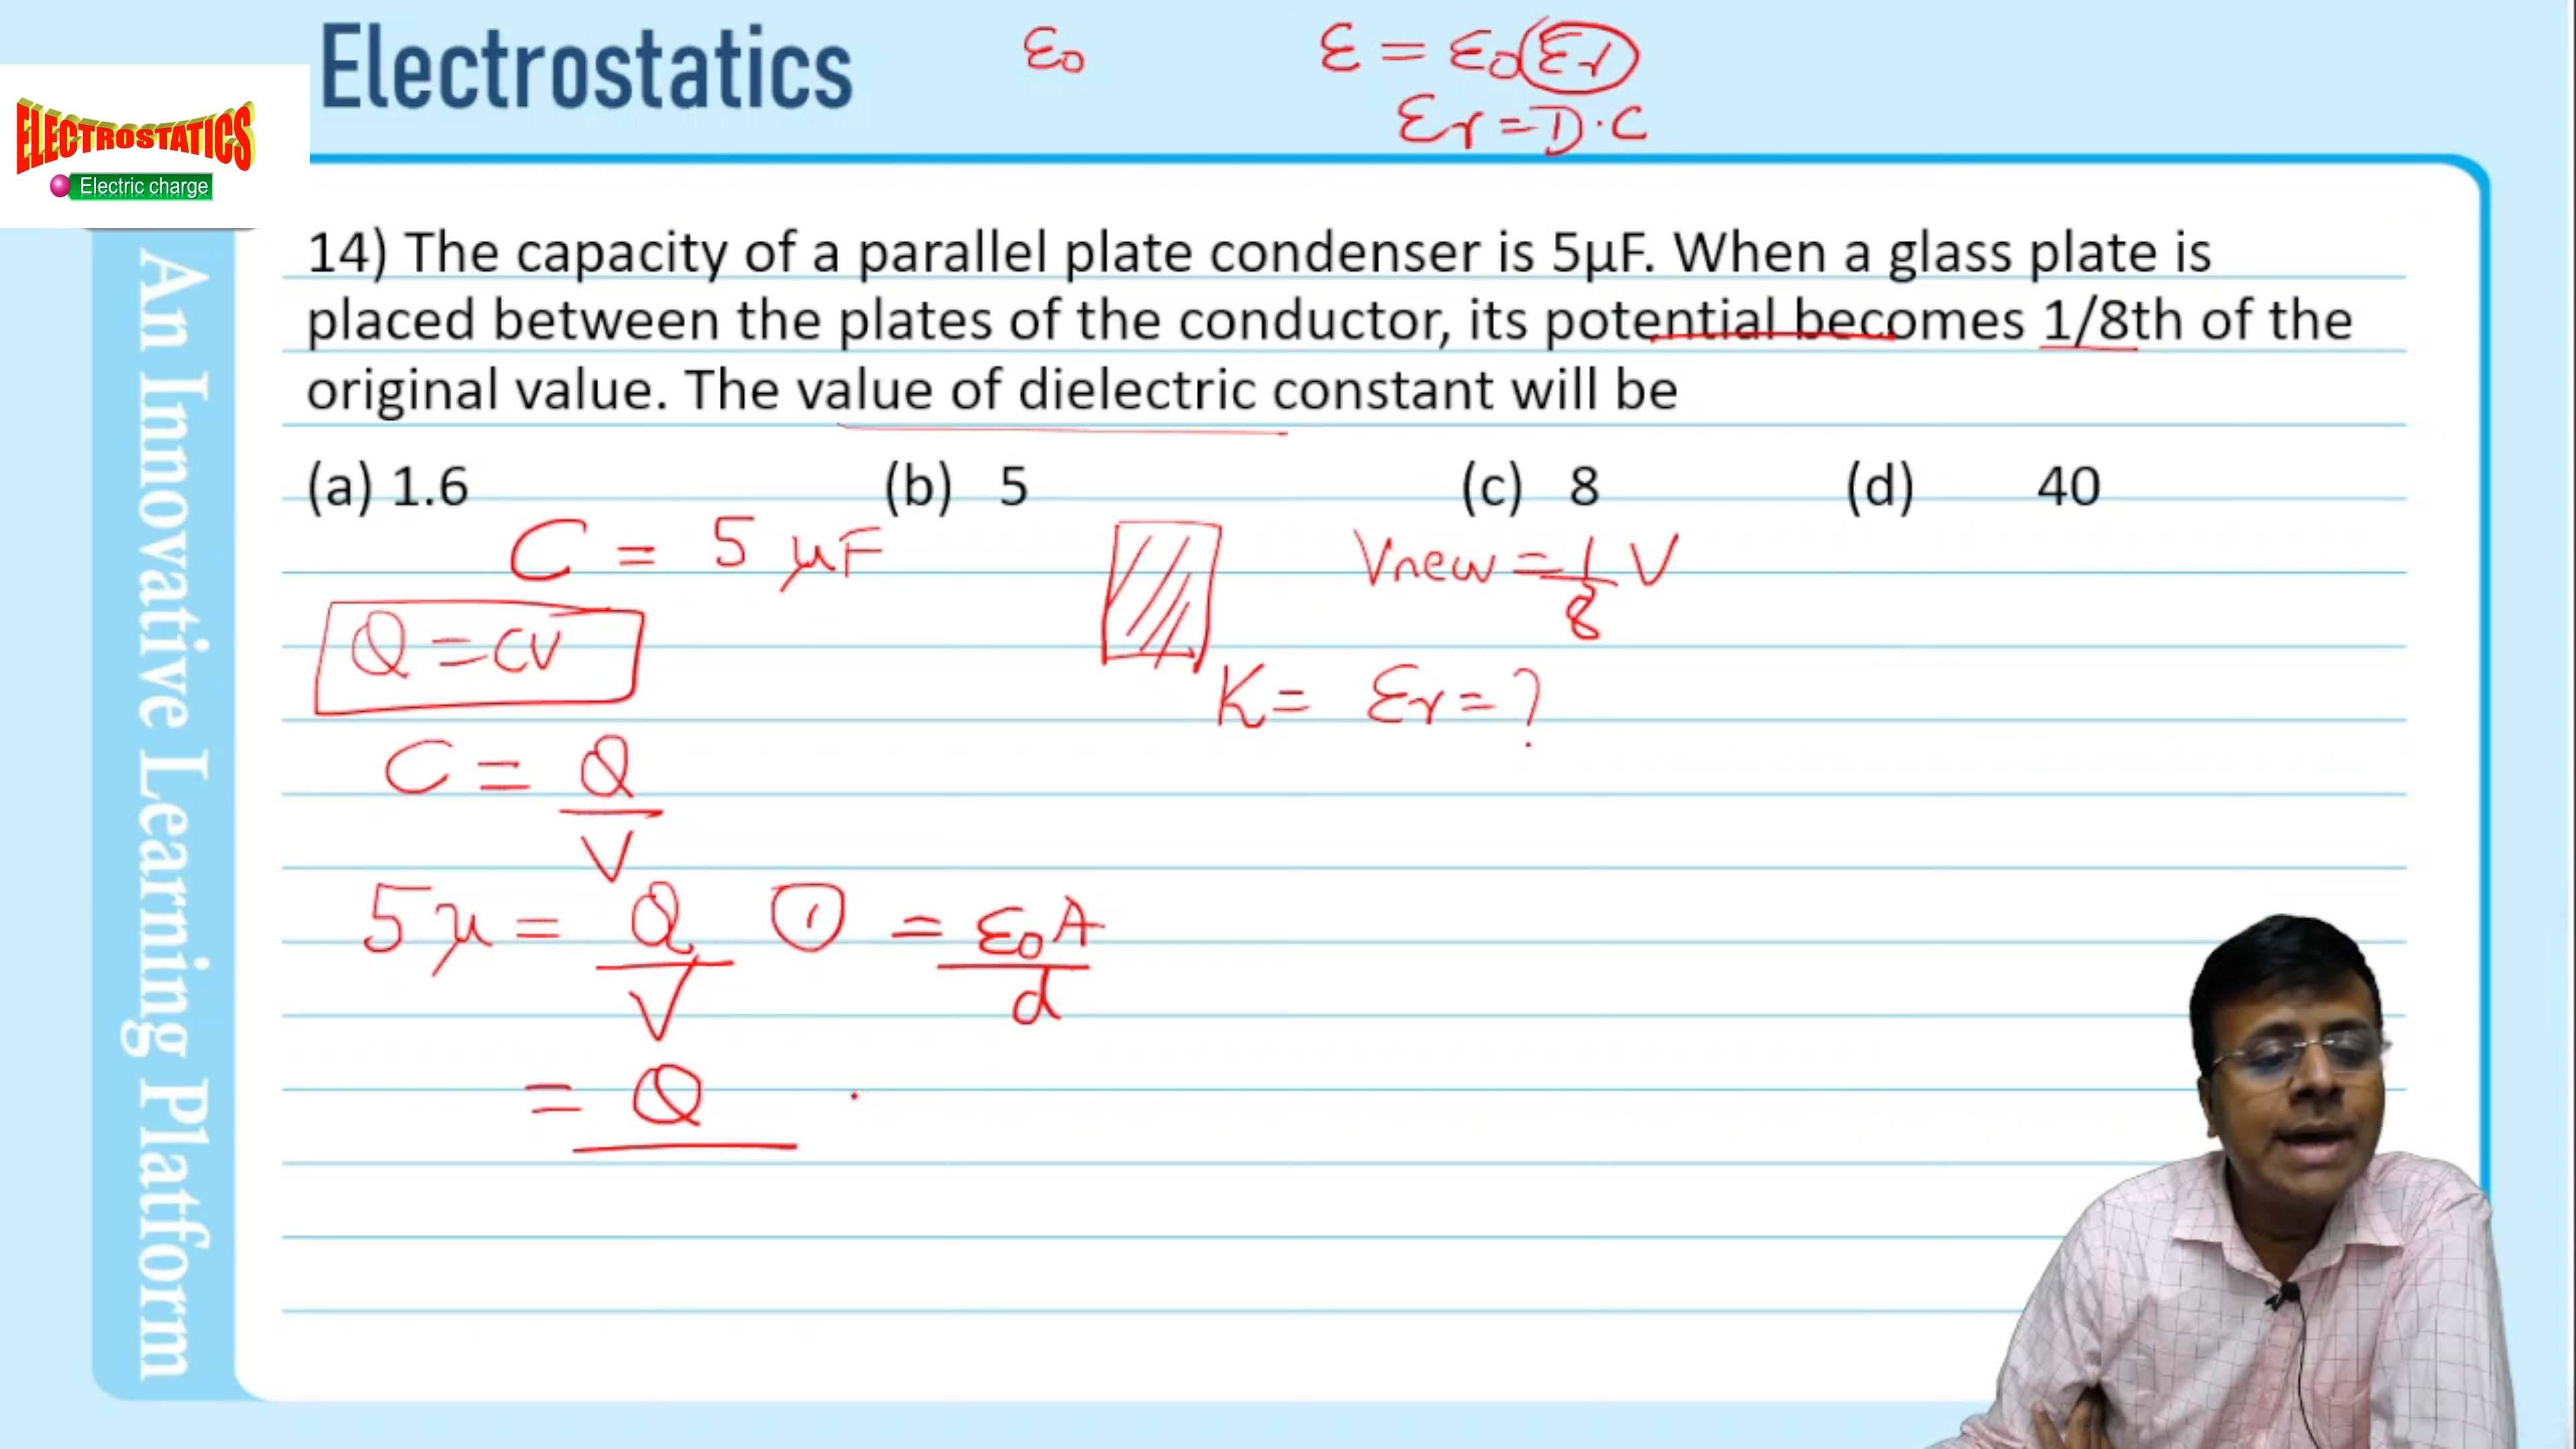 Electrostatics
ε0
ε = ε0εr
εr = D.C
ELECTROSTATICS
Electric charge
An Innovative Learning Platform
14) The capacity of a parallel plate condenser is 5µF. When a glass plate is
placed between the plates of the conductor, its potential becomes 1/8th of the
original value. The value of dielectric constant will be
(a) 1.6 (b) 5 (c) 8 (d) 40
C = 5 µF
Vnew = 1/8 V
Q = CV
K = εr = ?
C = Q/V
5µ = Q/V ① = ε0A/d
= Q